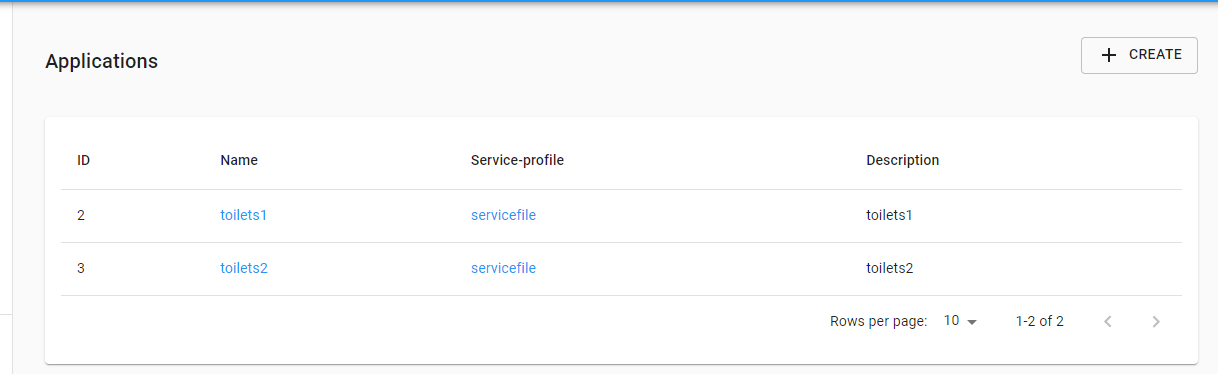 Applications
+ CREATE
ID Name Service-profile Description
2 toilets1 servicefile toilets1
3 toilets2 servicefile toilets2
Rows per page: 10 1-2 of 2